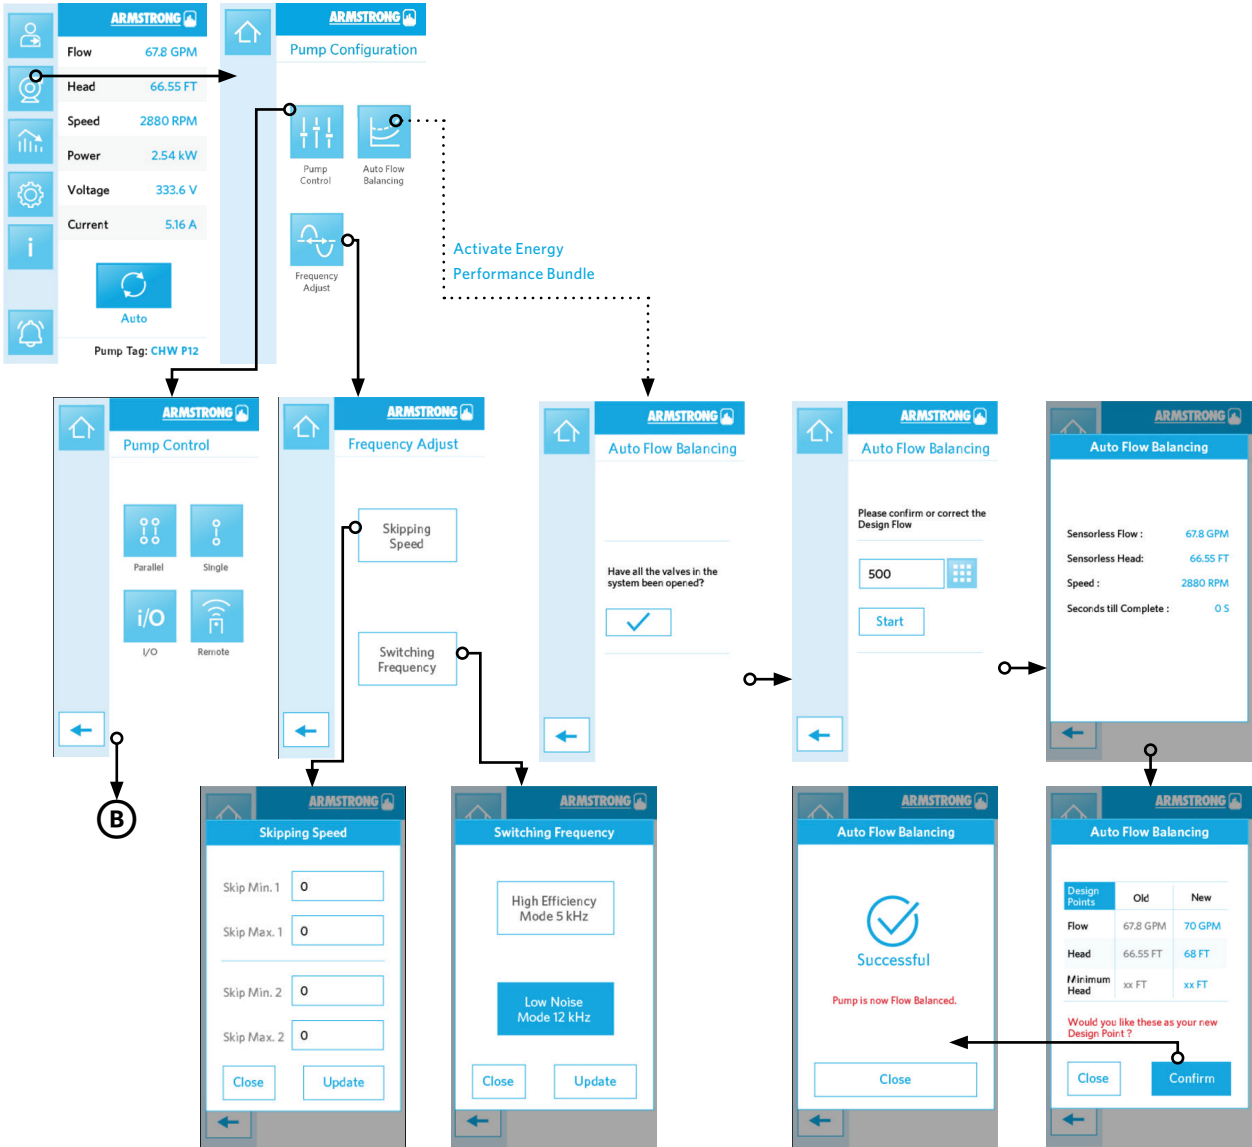 ARMSTRONG
Flow 67.8 GPM
Head 66.55 FT
Speed 2880 RPM
Power 2.54 kW
Voltage 333.6 V
Current 5.16 A
i
Auto
Pump Tag: CHW P12
ARMSTRONG
Pump Configuration
Pump
Control
Auto Flow
Balancing
Frequency
Adjust
Activate Energy
Performance Bundle
ARMSTRONG
Pump Control
Parallel
Single
i/O
I/O
Remote
B
ARMSTRONG
Frequency Adjust
Skipping
Speed
Switching
Frequency
ARMSTRONG
Auto Flow Balancing
Have all the valves in the
system been opened?
ARMSTRONG
Auto Flow Balancing
Please confirm or correct the
Design Flow
500
Start
ARMSTRONG
Auto Flow Balancing
Sensorless Flow : 67.8 GPM
Sensorless Head: 66.55 FT
Speed : 2880 RPM
Seconds till Complete : 0 S
ARMSTRONG
Skipping Speed
Skip Min. 1 0
Skip Max. 1 0
Skip Min. 2 0
Skip Max. 2 0
Close Update
ARMSTRONG
Switching Frequency
High Efficiency
Mode 5 kHz
Low Noise
Mode 12 kHz
Close Update
ARMSTRONG
Auto Flow Balancing
Successful
Pump is now Flow Balanced.
Close
ARMSTRONG
Auto Flow Balancing
Design
Points
Old New
Flow 67.8 GPM 70 GPM
Head 66.55 FT 68 FT
Minimum
Head
xx FT xx FT
Would you like these as your new
Design Point ?
Close Confirm